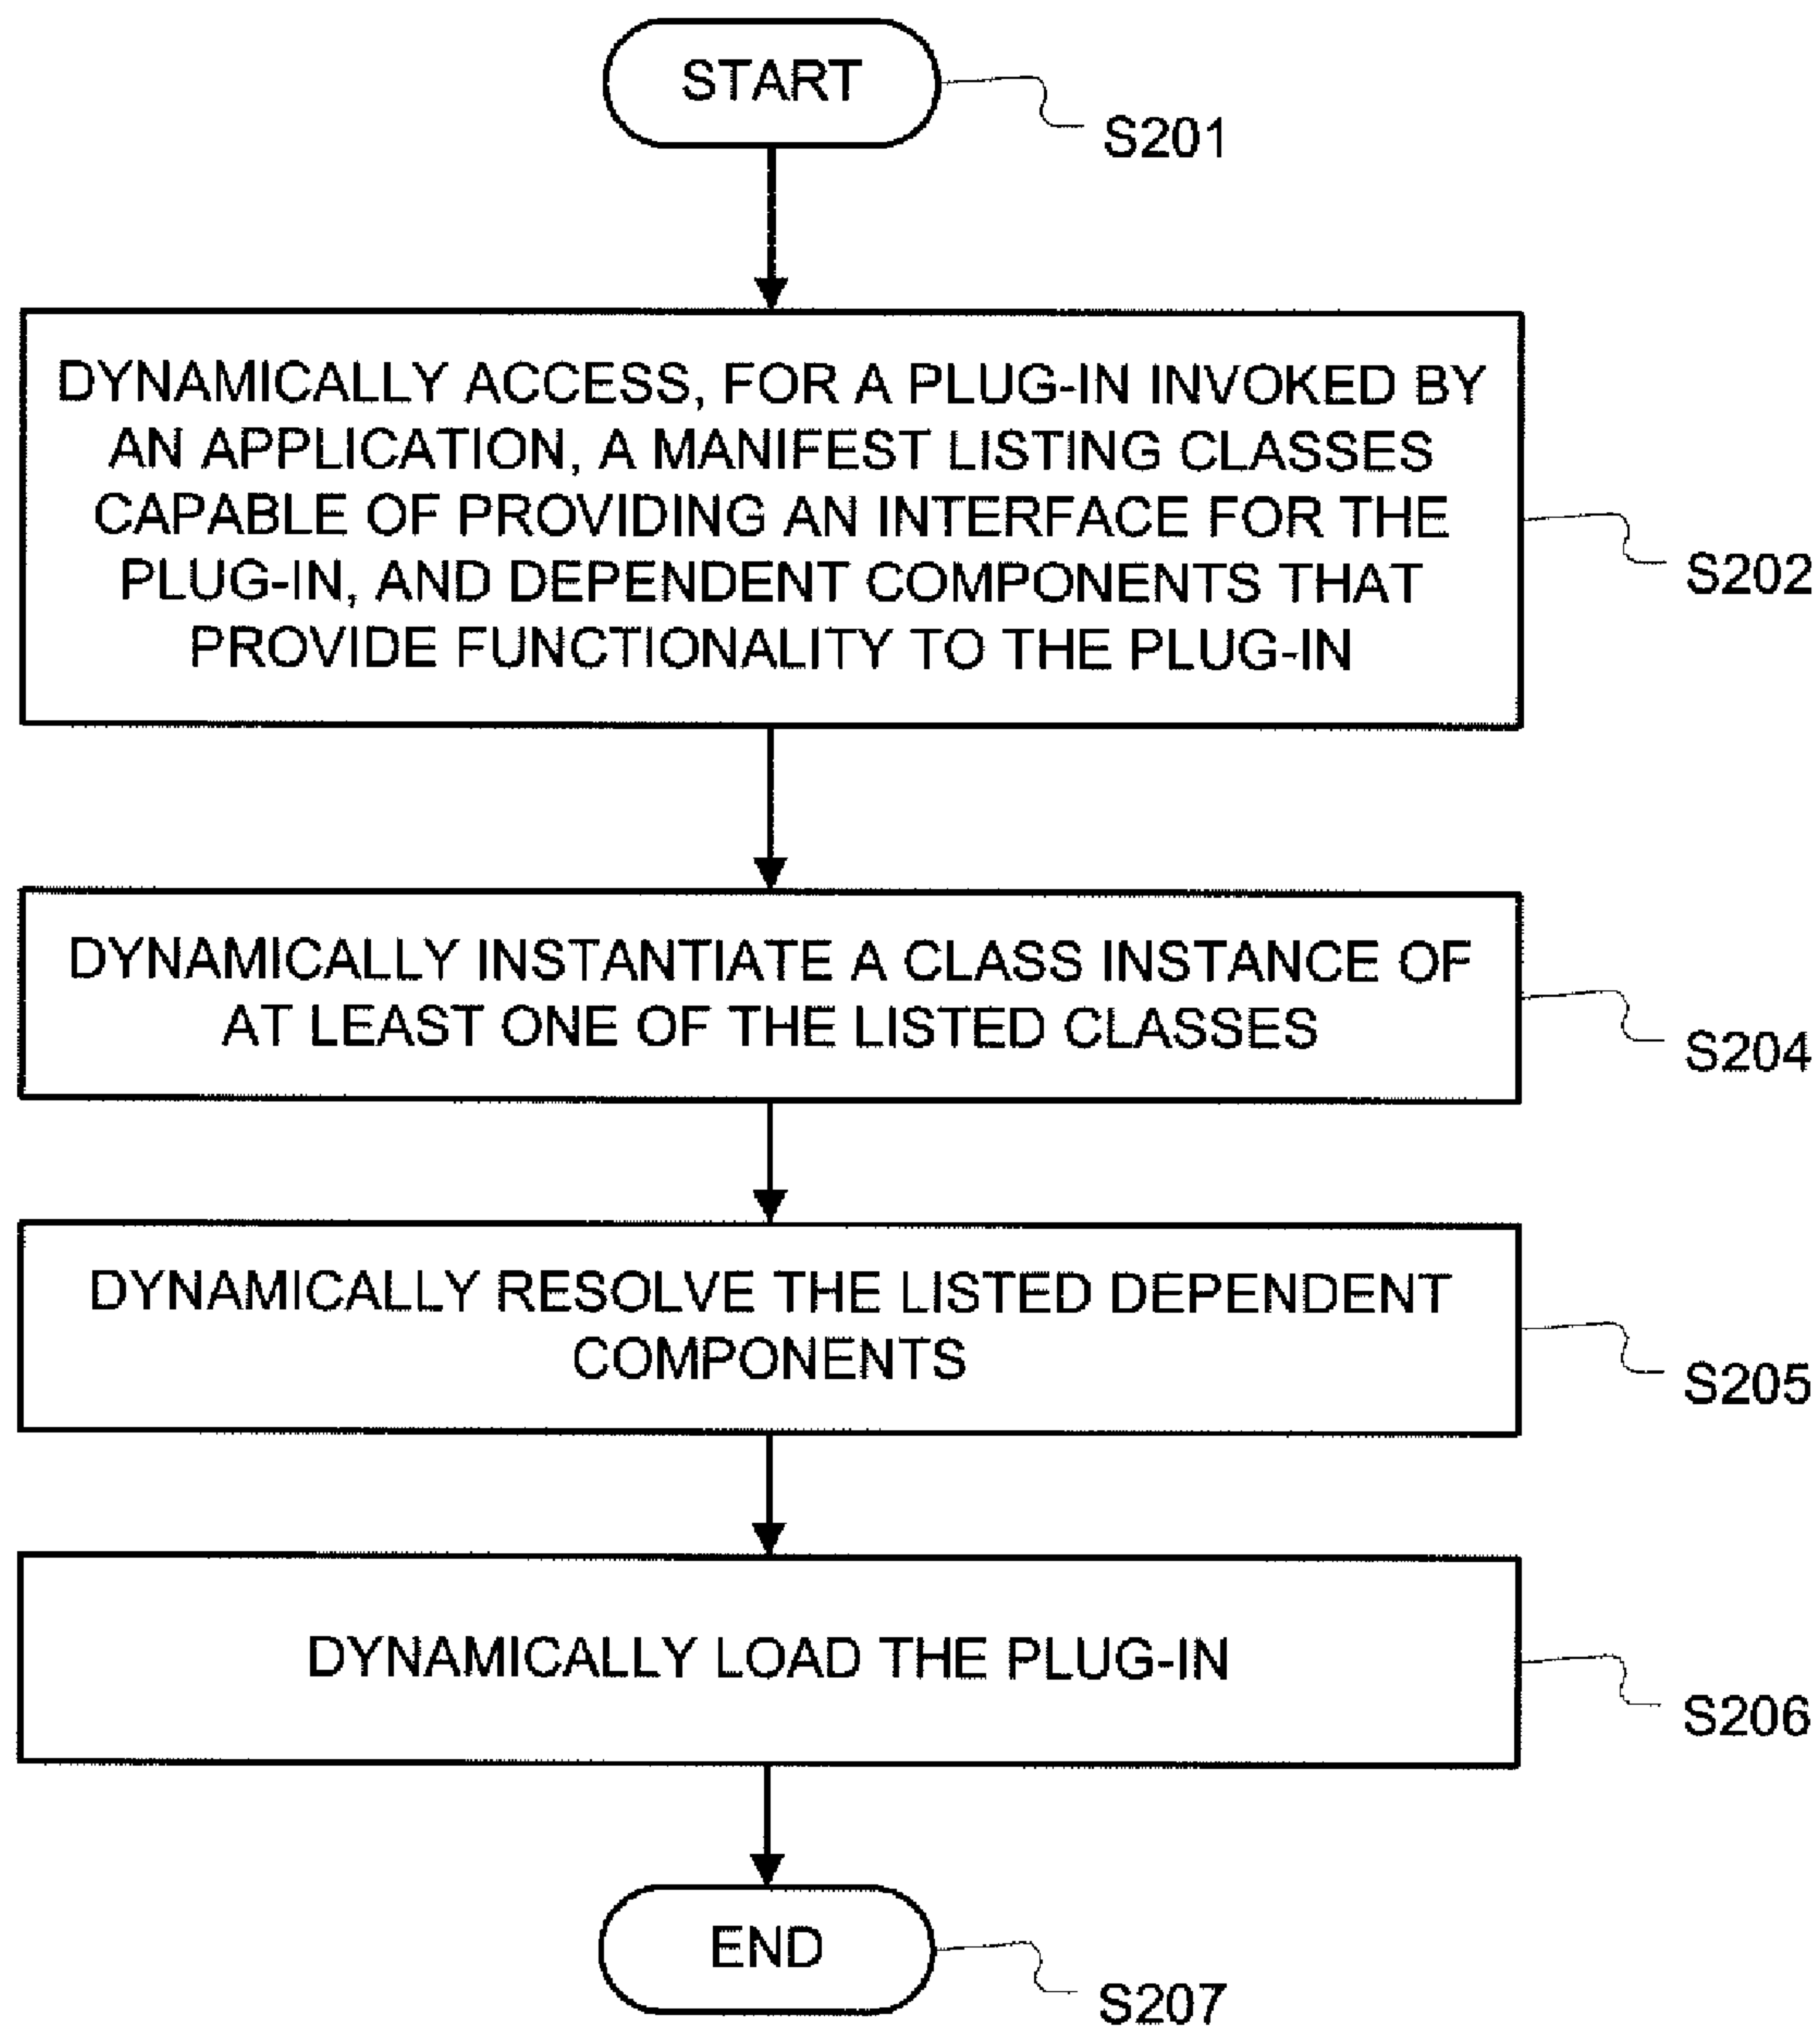 START
S201
DYNAMICALLY ACCESS, FOR A PLUG-IN INVOKED BY
AN APPLICATION, A MANIFEST LISTING CLASSES
CAPABLE OF PROVIDING AN INTERFACE FOR THE
PLUG-IN, AND DEPENDENT COMPONENTS THAT
PROVIDE FUNCTIONALITY TO THE PLUG-IN
S202
DYNAMICALLY INSTANTIATE A CLASS INSTANCE OF
AT LEAST ONE OF THE LISTED CLASSES
S204
DYNAMICALLY RESOLVE THE LISTED DEPENDENT
COMPONENTS
S205
DYNAMICALLY LOAD THE PLUG-IN
S206
END
S207